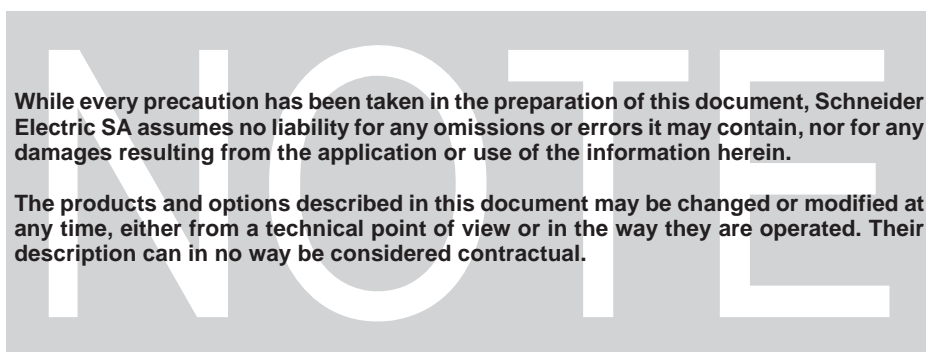 NOTE
While every precaution has been taken in the preparation of this document, Schneider
Electric SA assumes no liability for any omissions or errors it may contain, nor for any
damages resulting from the application or use of the information herein.
The products and options described in this document may be changed or modified at
any time, either from a technical point of view or in the way they are operated. Their
description can in no way be considered contractual.